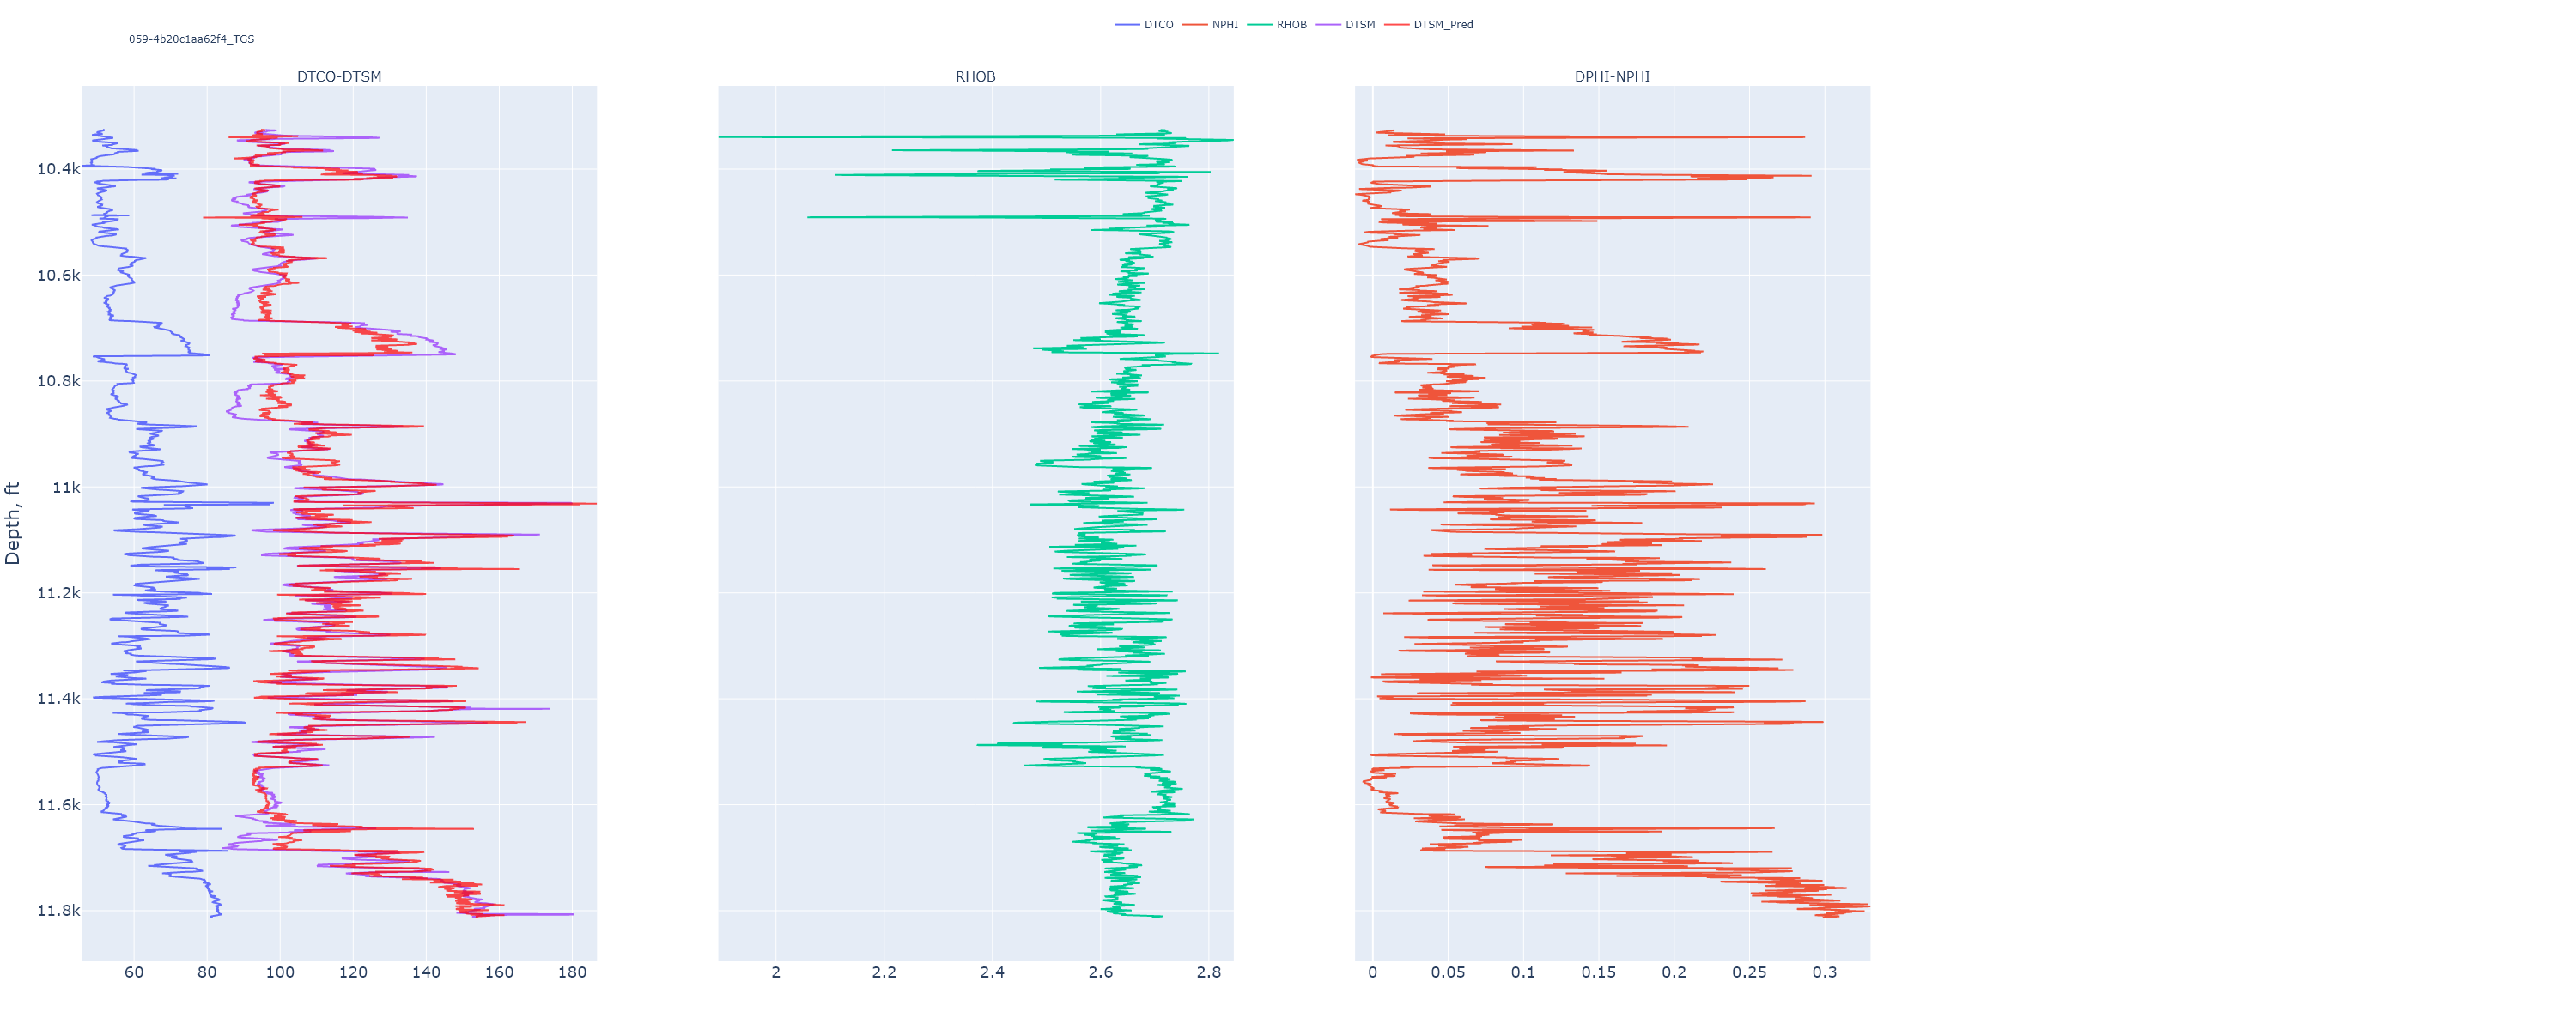 DTCO NPHI RHOB DTSM DTSM_Pred
059-4b20c1aa62f4_TGS
DTCO-DTSM RHOB DPHI-NPHI
Depth, ft
10.4k
10.6k
10.8k
11k
11.2k
11.4k
11.6k
11.8k
60 80 100 120 140 160 180 2 2.2 2.4 2.6 2.8 0 0.05 0.1 0.15 0.2 0.25 0.3